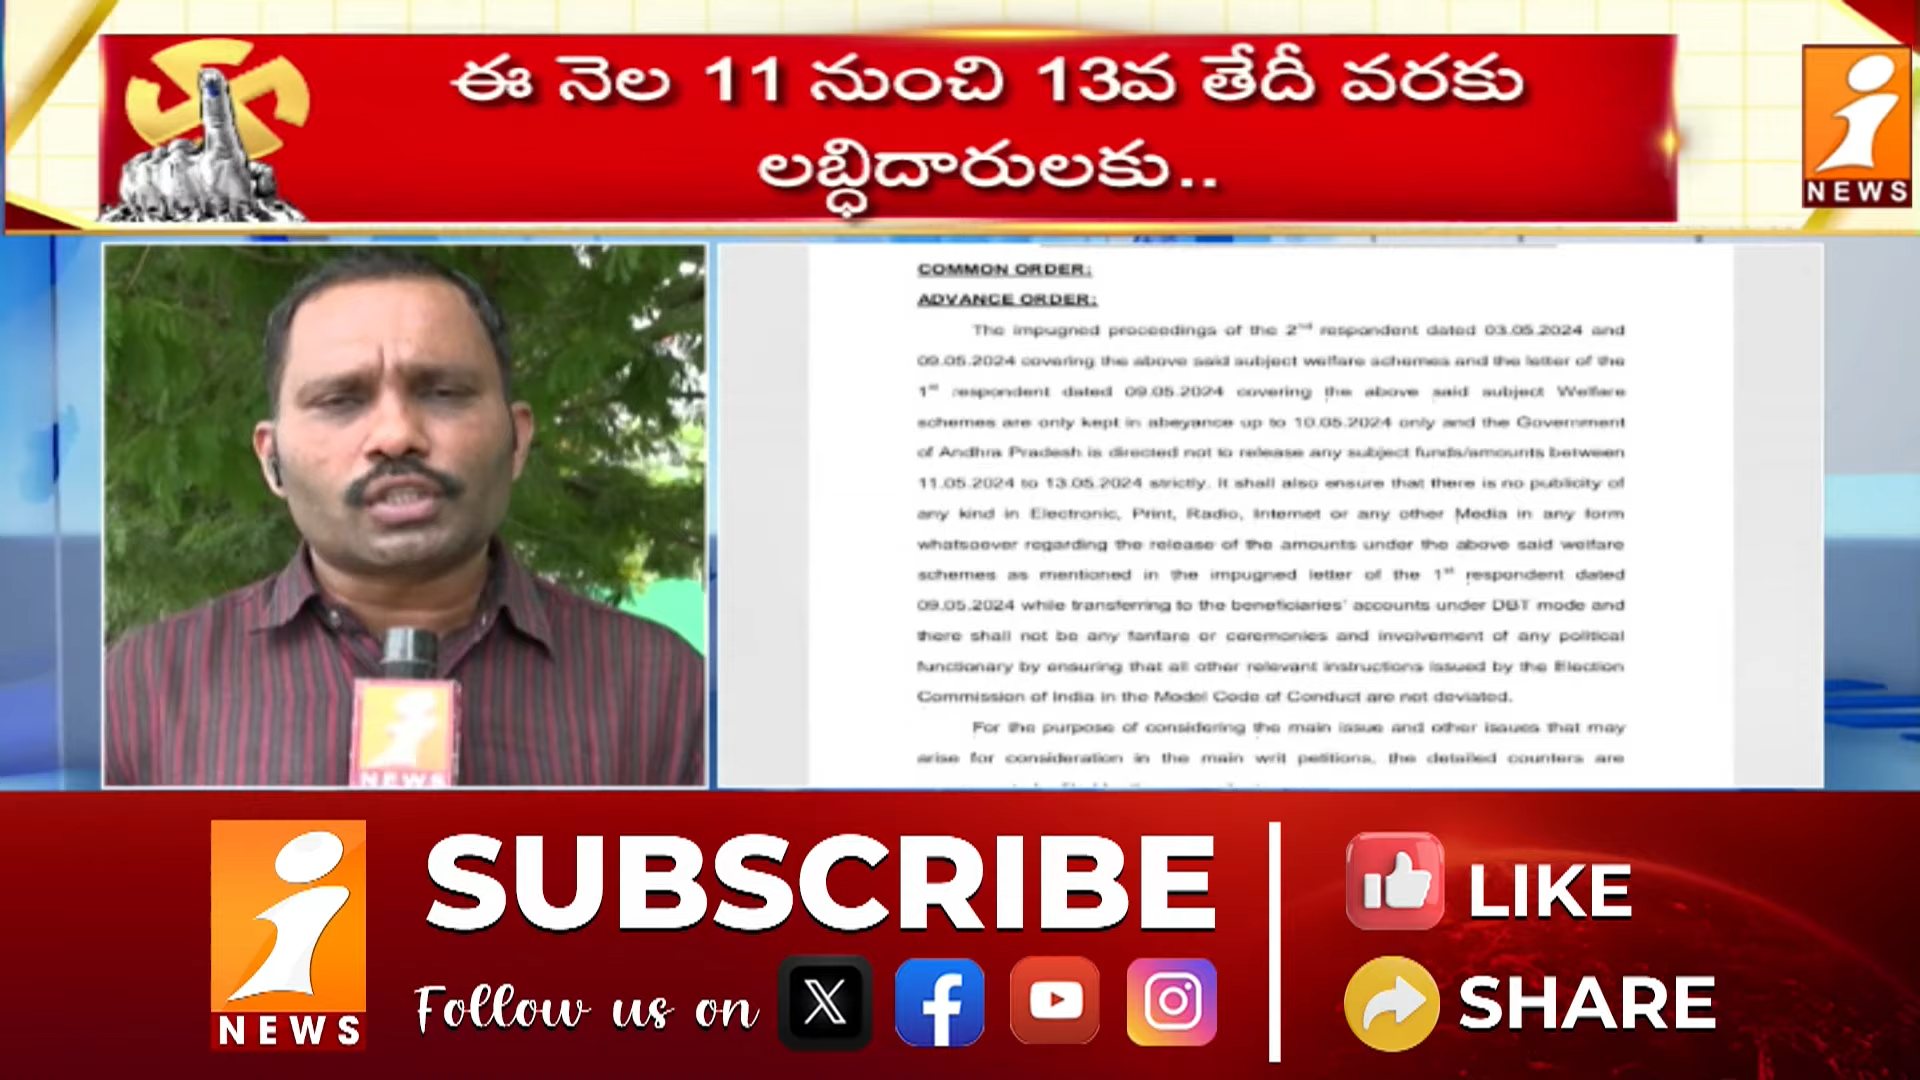 ఈ నెల 11 నుంచి 13వ తేదీ వరకు
లబ్ధిదారులకు..
NEWS
COMMON ORDER:
ADVANCE ORDER:
The impugned proceedings of the 2nd respondent dated 03.05.2024 and
09.05.2024 covering the above said subject welfare schemes and the letter of the
1st respondent dated 09.05.2024 covering the above said subject Welfare
schemes are only kept in abeyance up to 10.05.2024 only and the Government
of Andhra Pradesh is directed not to release any subject funds/amounts between
11.05.2024 to 13.05.2024 strictly. It shall also ensure that there is no publicity of
any kind in Electronic, Print, Radio, Internet or any other Media in any form
whatsoever regarding the release of the amounts under the above said welfare
schemes as mentioned in the impugned letter of the 1st respondent dated
09.05.2024 while transferring to the beneficiaries' accounts under DBT mode and
there shall not be any fanfare or ceremonies and involvement of any political
functionary by ensuring that all other relevant instructions issued by the Election
Commission of India in the Model Code of Conduct are not deviated.
For the purpose of considering the main issue and other issues that may
arise for consideration in the main writ petitions, the detailed counters are
NEWS
NEWS
SUBSCRIBE
Follow us on
LIKE
SHARE